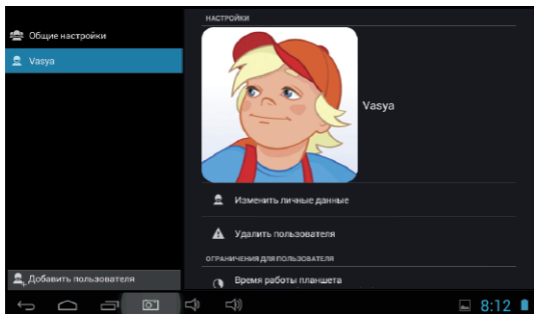 НАСТРОЙКИ
Общие настройки
Vasya
Vasya
Изменить личные данные
Удалить пользователя
ОГРАНИЧЕНИЯ ДЛЯ ПОЛЬЗОВАТЕЛЯ
Добавить пользователя
Время работы планшета
8:12